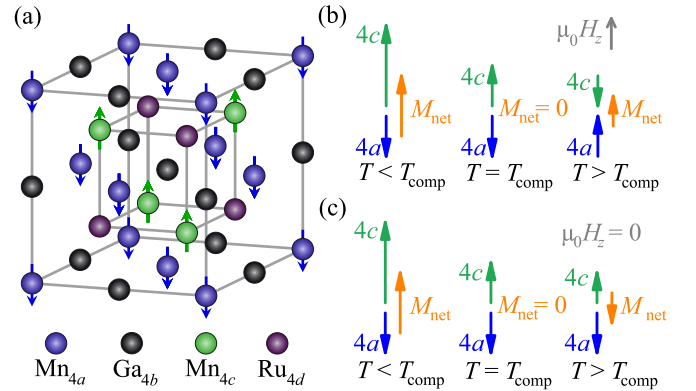 (a)
Mn4a Ga4b Mn4c Ru4d
(b)
μ0Hz
4c 4c 4c
Mnet Mnet = 0 Mnet
4a 4a 4a
T < Tcomp T = Tcomp T > Tcomp
(c)
μ0Hz = 0
4c 4c 4c
Mnet Mnet = 0 Mnet
4a 4a 4a
T < Tcomp T = Tcomp T > Tcomp